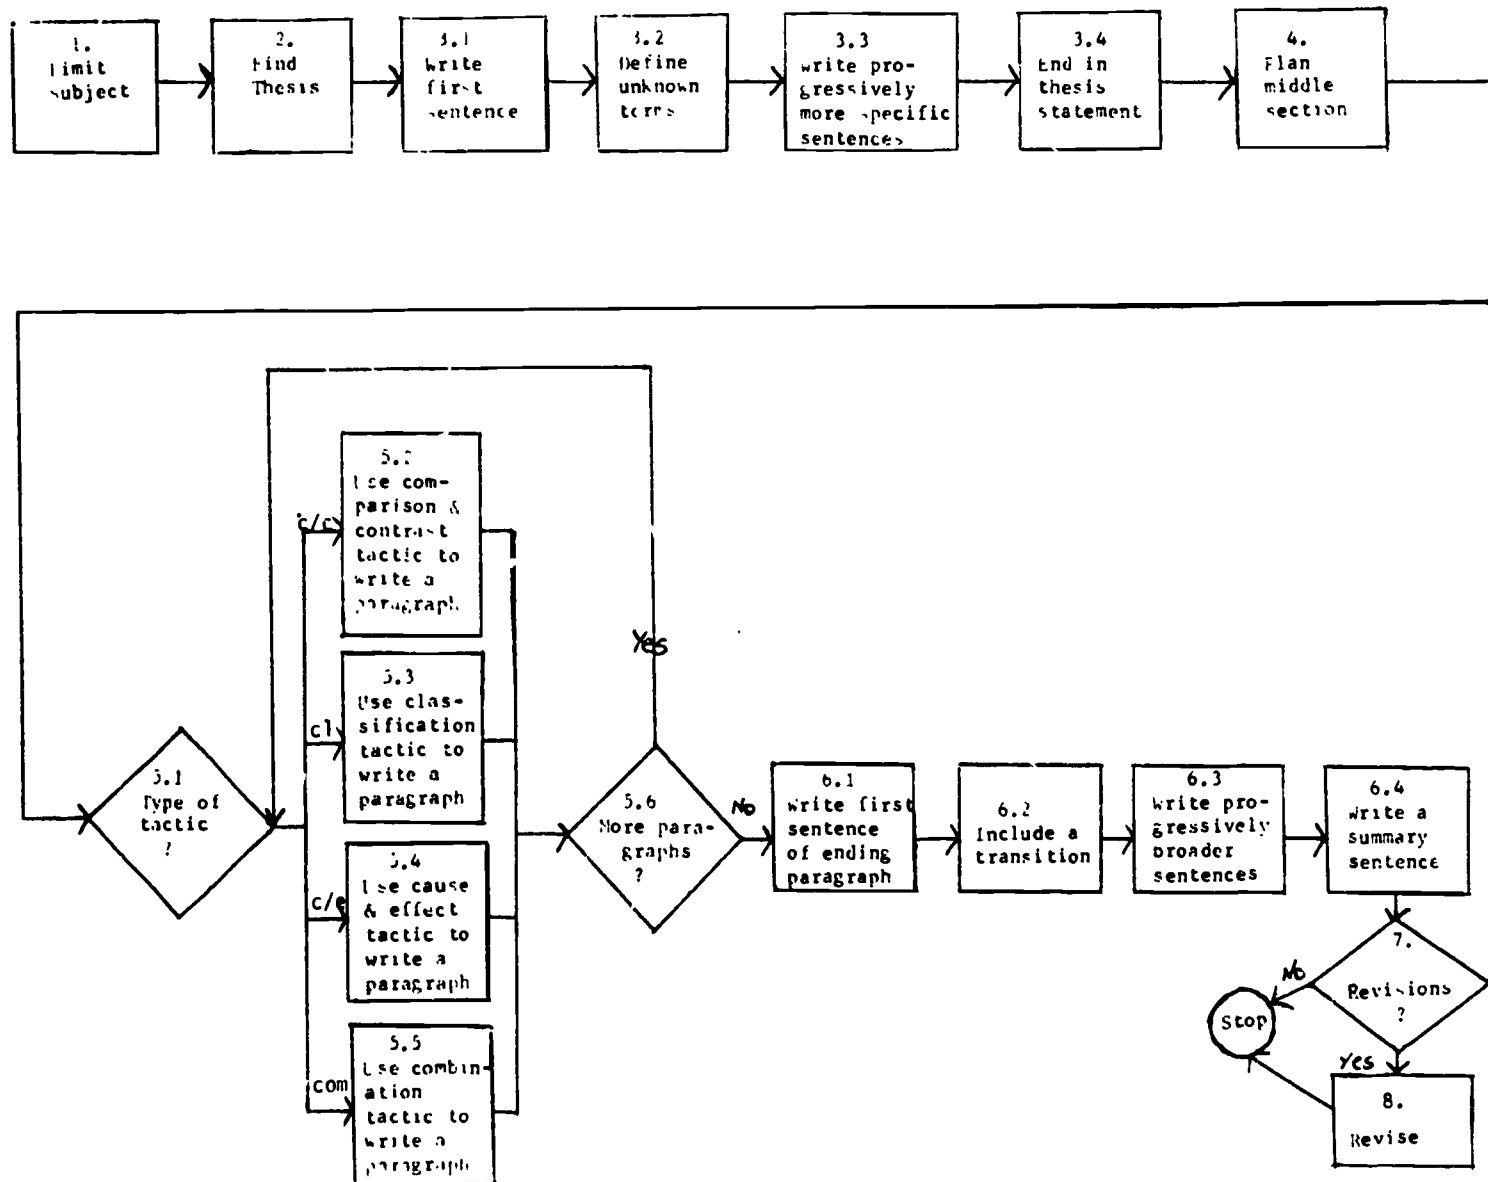 1.
Limit
subject
2.
Find
Thesis
3.1
Write
first
sentence
3.2
Define
unknown
terms
3.3
Write pro-
gressively
more specific
sentences
3.4
End in
thesis
statement
4.
Plan
middle
section
5.1
Type of
tactic
?
c/c
5.2
Use com-
parison &
contrast
tactic to
write a
paragraph
cl
5.3
Use clas-
sification
tactic to
write a
paragraph
c/e
5.4
Use cause
& effect
tactic to
write a
paragraph
com
5.5
Use combin-
ation
tactic to
write a
paragraph
Yes
5.6
More para-
graphs
?
No
6.1
Write first
sentence
of ending
paragraph
6.2
Include a
transition
6.3
Write pro-
gressively
broader
sentences
6.4
Write a
summary
sentence
7.
Revisions
?
No
Stop
Yes
8.
Revise